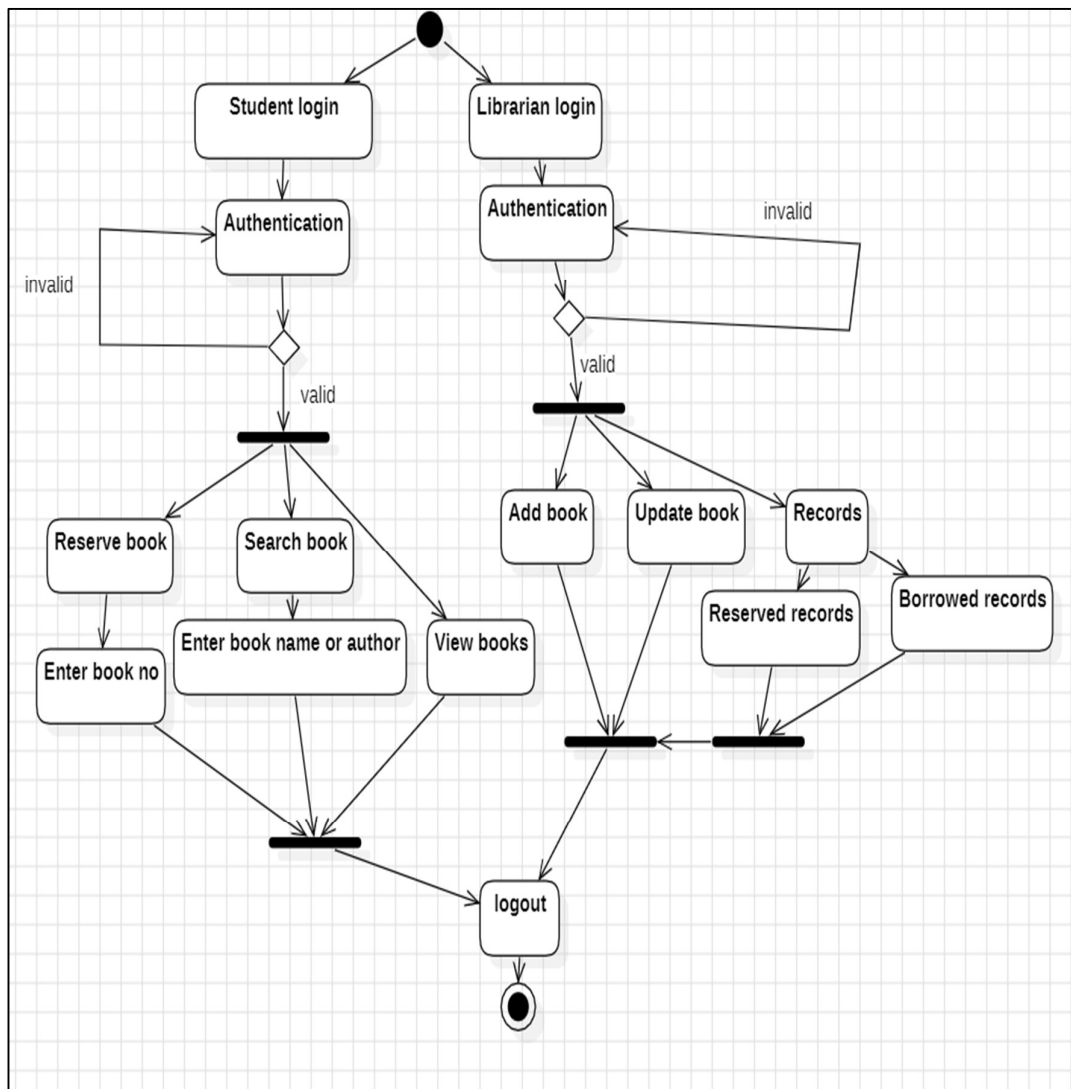 Student login
Librarian login
Authentication
Authentication
invalid
invalid
valid
valid
Reserve book
Search book
Add book
Update book
Records
Enter book no
Enter book name or author
View books
Reserved records
Borrowed records
logout